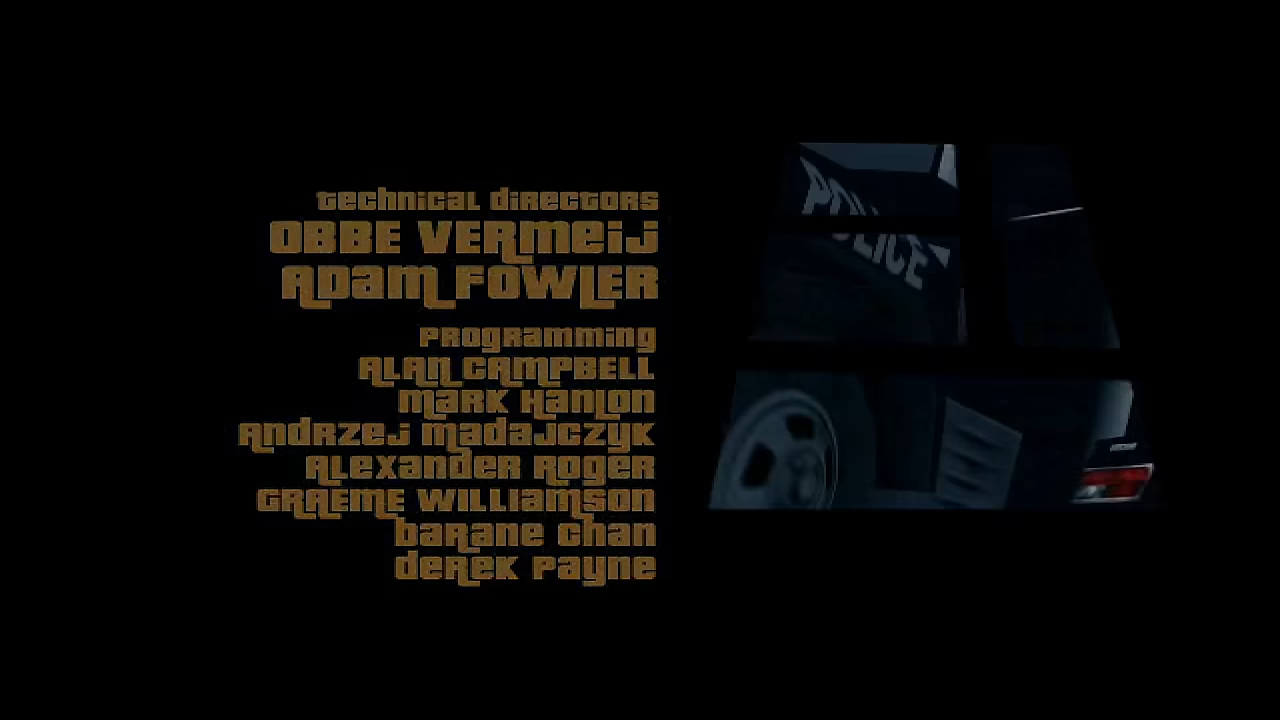 technical directors
OBBE VERMEIJ
ADAM FOWLER
programming
ALAN CAMPBELL
MARK HANLON
ANDRZEJ MADAJCZYK
ALEXANDER ROGER
GRAEME WILLIAMSON
BARANE CHAN
DEREK PAYNE
POLICE